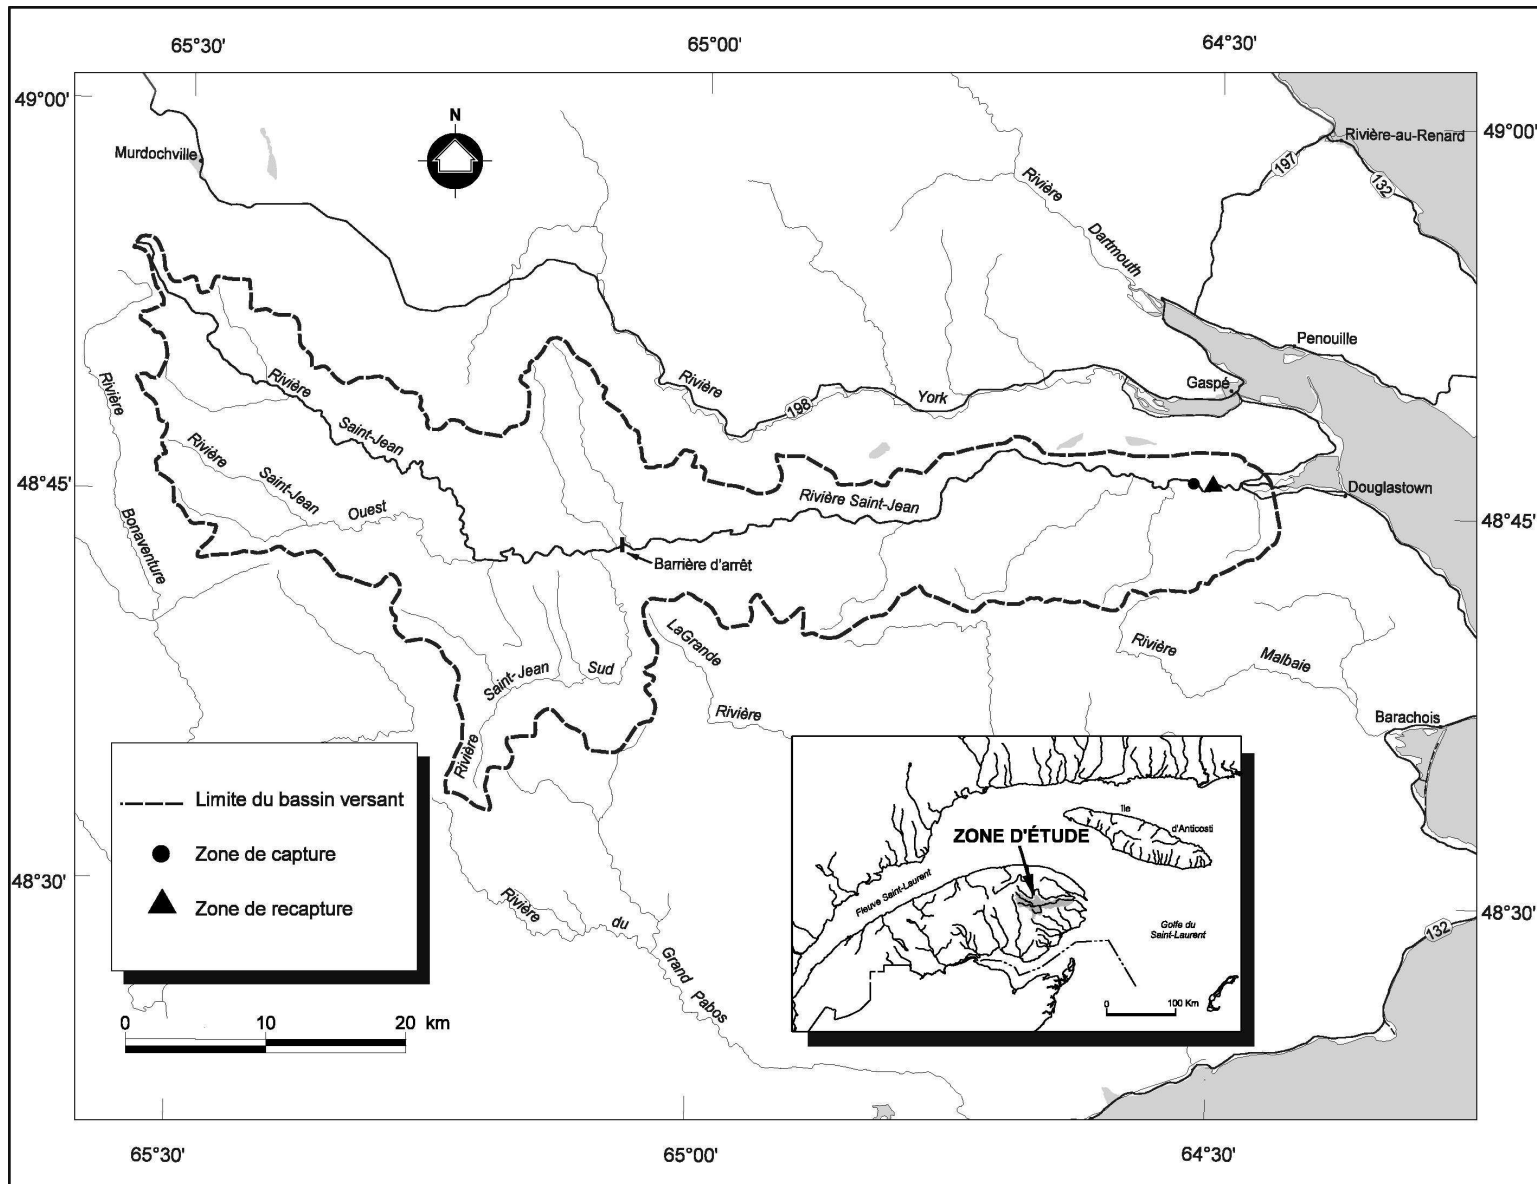 65°30'
65°00'
64°30'
49°00'
49°00'
N
Murdochville
Rivière-au-Renard
197
132
Rivière
Dartmouth
Penouille
Gaspé
Rivière
York
198
Rivière
Saint-Jean
Rivière
Bonaventure
Rivière
Saint-Jean
Ouest
48°45'
48°45'
Rivière Saint-Jean
Douglastown
Barrière d'arrêt
LaGrande
Rivière
Saint-Jean
Sud
Rivière
Rivière
Malbaie
Barachois
Limite du bassin versant
Zone de capture
Zone de recapture
48°30'
48°30'
Rivière
du
Grand
Pabos
0 10 20 km
ZONE D'ÉTUDE
Ile
d'Anticosti
Fleuve Saint-Laurent
Golfe du
Saint-Laurent
0 100 Km
132
65°30'
65°00'
64°30'